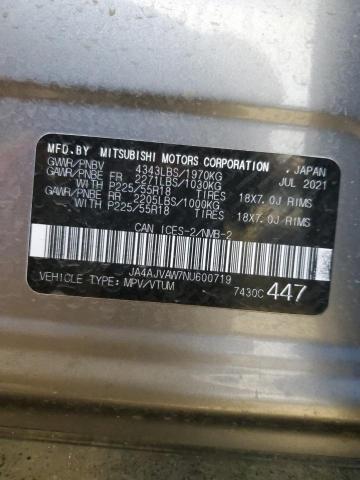 MFD.BY MITSUBISHI MOTORS CORPORATION , JAPAN
GVWR/PNBV 4343LBS/1970KG JUL 2021
GAWR/PNBE FR 2271LBS/1030KG
WITH P225/55R18 TIRES 18X7.0J RIMS
GAWR/PNBE RR 2205LBS/1000KG
WITH P225/55R18 TIRES 18X7.0J RIMS
CAN ICES-2/NMB-2
JA4AJVAW7NU600719
VEHICLE TYPE: MPV/VTUM 7430C 447